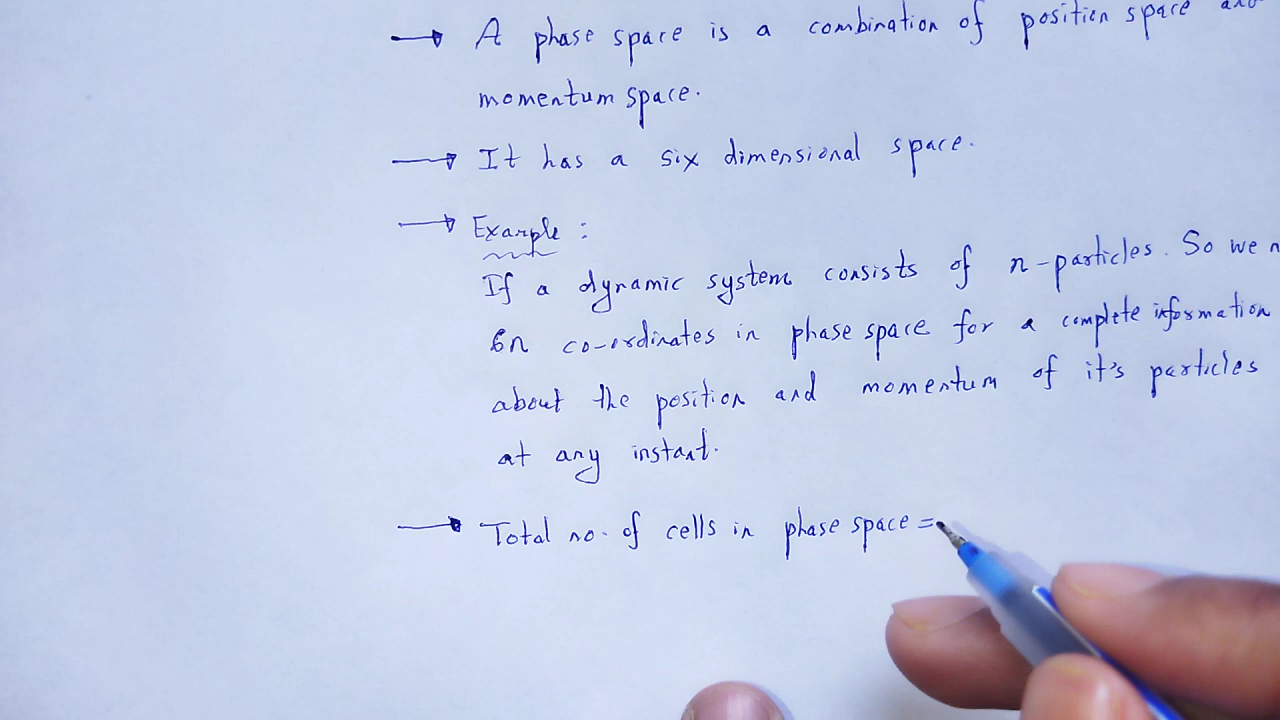 → A phase space is a combination of position space and
momentum space.
→ It has a six dimensional space.
→ Example :
If a dynamic system consists of n-particles. So we
6n co-ordinates in phase space for a complete information
about the position and momentum of it's particles
at any instant.
→ Total no. of cells in phase space =